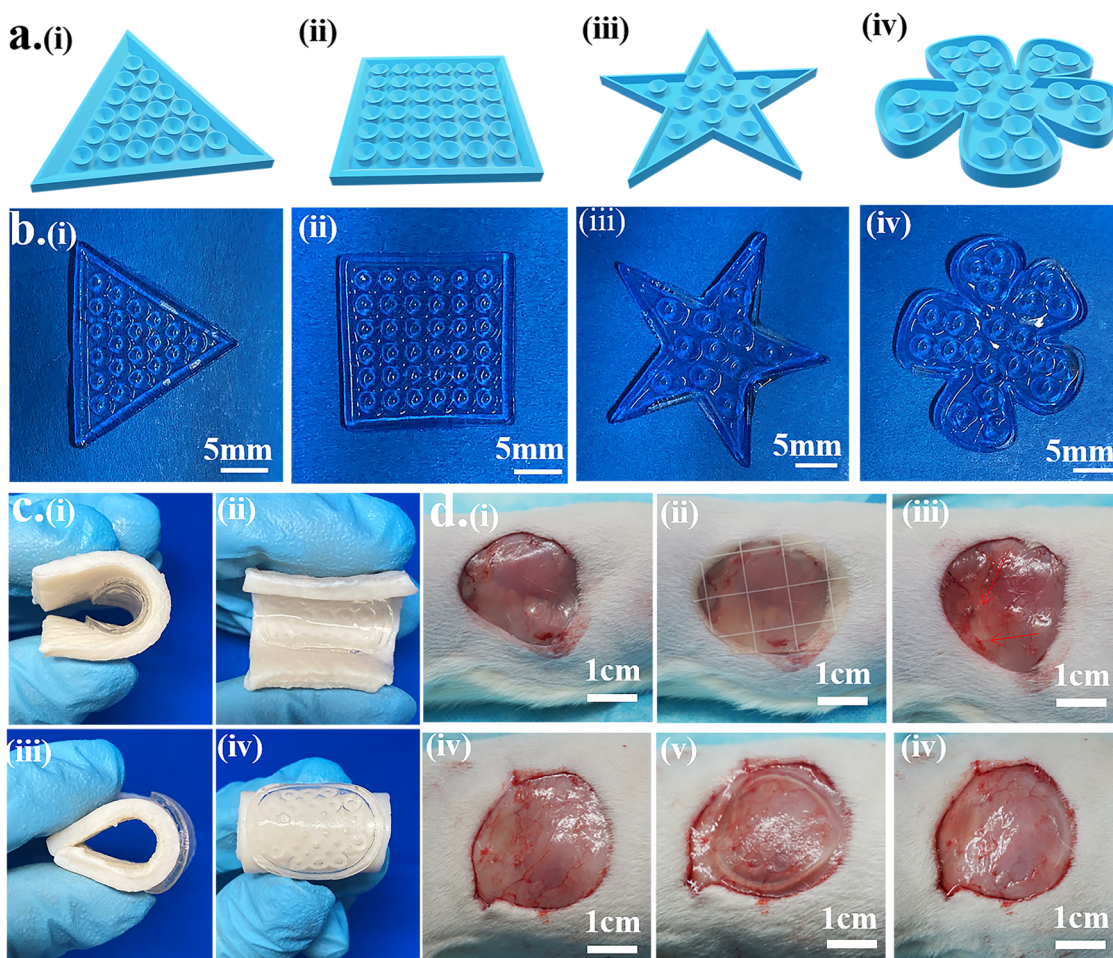 a.(i) (ii) (iii) (iv)
b.(i) (ii) (iii) (iv)
5mm 5mm 5mm 5mm
c.(i) (ii) d.(i) (ii) (iii)
1cm 1cm 1cm
(iii) (iv) (iv) (v) (iv)
1cm 1cm 1cm